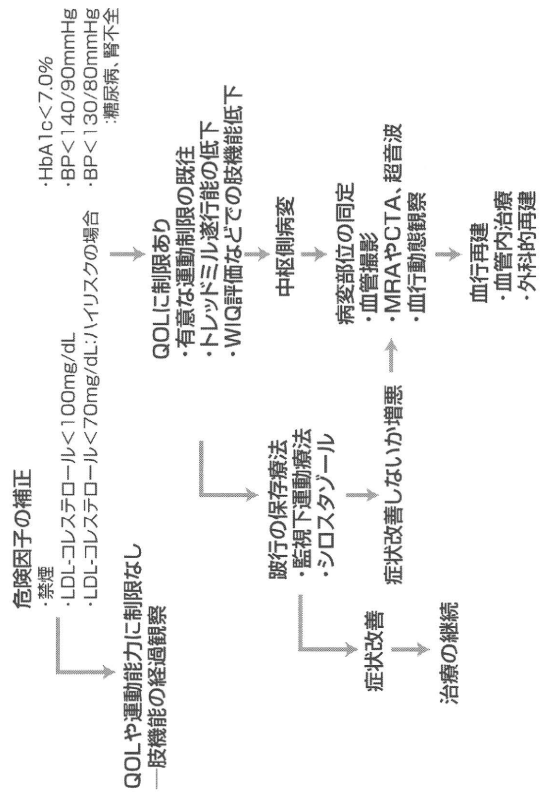 危険因子の補正
・禁煙
・LDL-コレステロール<100mg/dL
・LDL-コレステロール<70mg/dL:ハイリスクの場合
・HbA1c<7.0%
・BP<140/90mmHg
・BP<130/80mmHg
:糖尿病、腎不全
QOLや運動能力に制限なし
―肢機能の経過観察
QOLに制限あり
・有意な運動制限の既往
・トレッドミル遂行能の低下
・WIQ評価などでの肢機能低下
跛行の保存療法
・監視下運動療法
・シロスタゾール
中枢側病変
症状改善
症状改善しないか増悪
病変部位の同定
・血管撮影
・MRAやCTA、超音波
・血行動態観察
治療の継続
血行再建
・血管内治療
・外科的再建